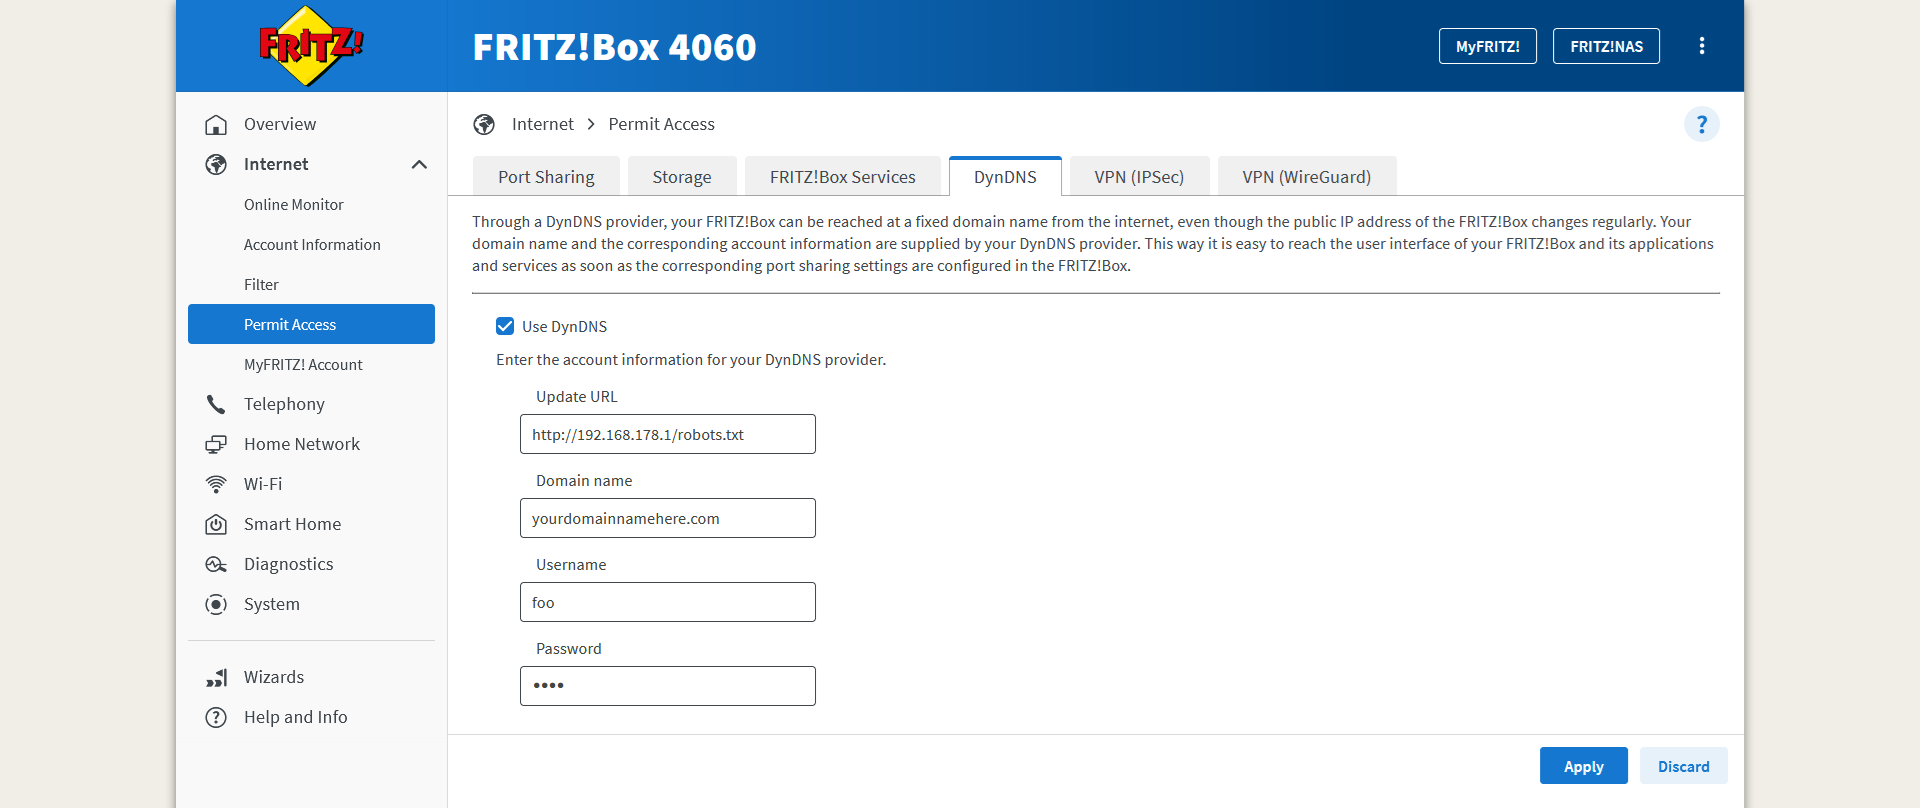 FRITZ!
FRITZ!Box 4060
MyFRITZ!
FRITZ!NAS
Overview
Internet
Online Monitor
Account Information
Filter
Permit Access
MyFRITZ! Account
Telephony
Home Network
Wi-Fi
Smart Home
Diagnostics
System
Wizards
Help and Info
Internet > Permit Access
?
Port Sharing
Storage
FRITZ!Box Services
DynDNS
VPN (IPSec)
VPN (WireGuard)
Through a DynDNS provider, your FRITZ!Box can be reached at a fixed domain name from the internet, even though the public IP address of the FRITZ!Box changes regularly. Your
domain name and the corresponding account information are supplied by your DynDNS provider. This way it is easy to reach the user interface of your FRITZ!Box and its applications
and services as soon as the corresponding port sharing settings are configured in the FRITZ!Box.
Use DynDNS
Enter the account information for your DynDNS provider.
Update URL
http://192.168.178.1/robots.txt
Domain name
yourdomainnamehere.com
Username
foo
Password
••••
Apply
Discard